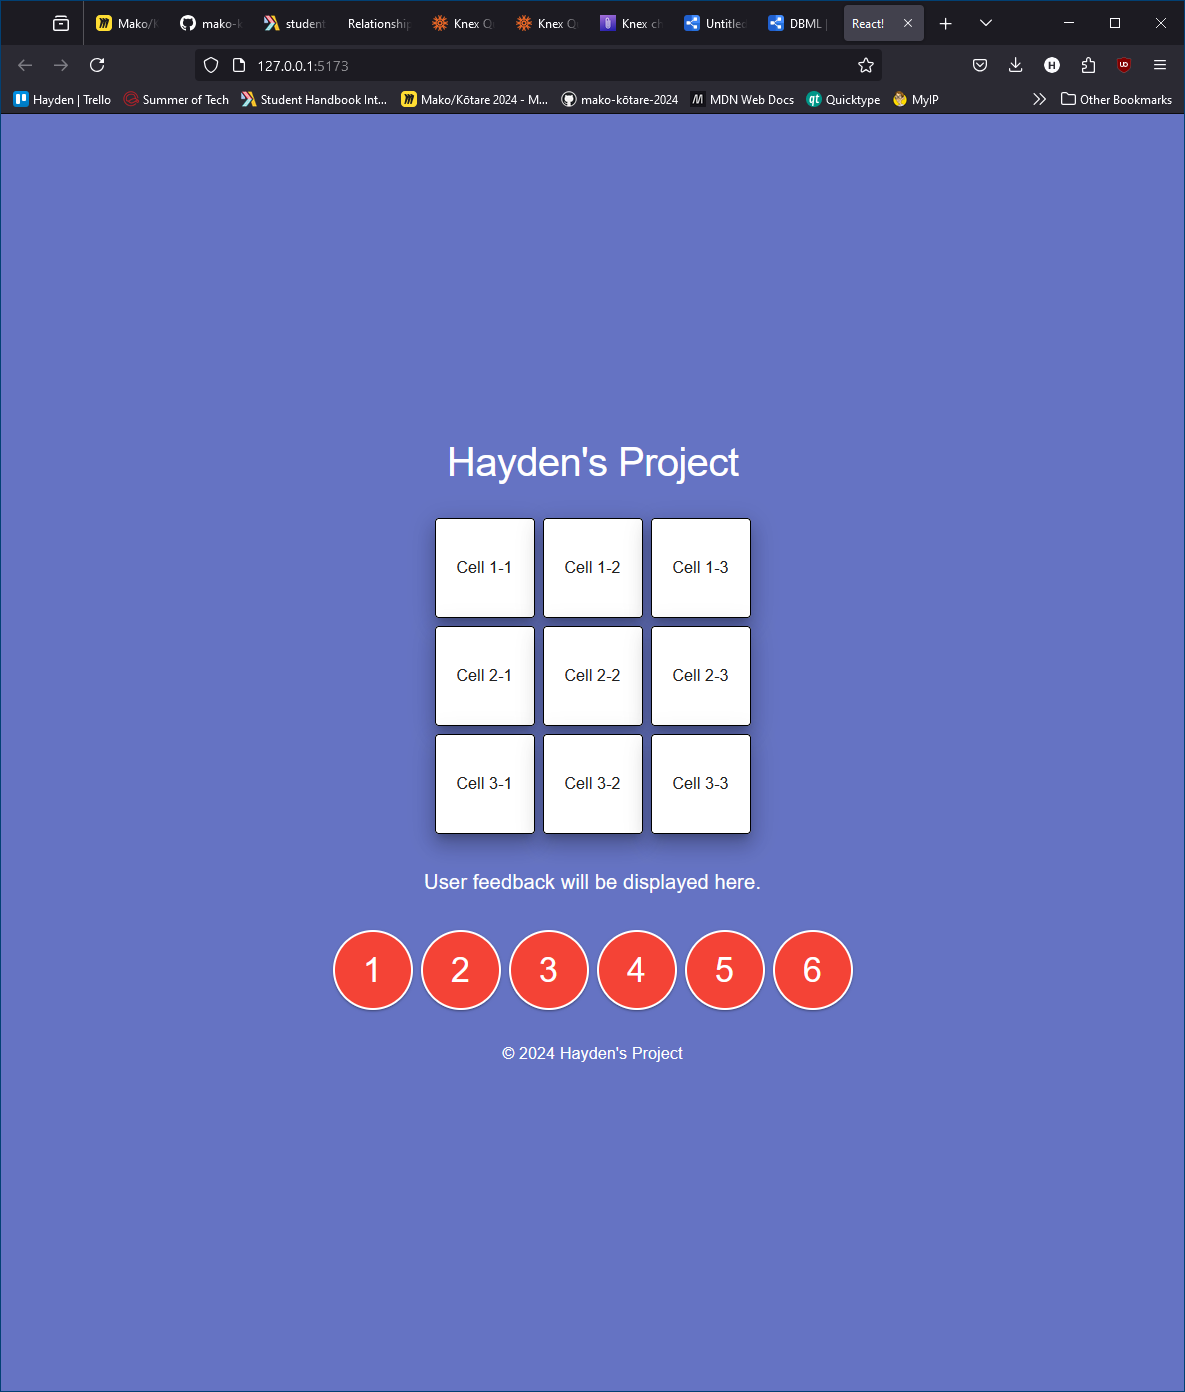 Mako/K mako-k student Relationship Knex Qu Knex Qu Knex ch Untitled DBML | React!
127.0.0.1:5173
Hayden | Trello Summer of Tech Student Handbook Int... Mako/Kōtare 2024 - M... mako-kōtare-2024 MDN Web Docs Quicktype MyIP Other Bookmarks
Hayden's Project
Cell 1-1 Cell 1-2 Cell 1-3
Cell 2-1 Cell 2-2 Cell 2-3
Cell 3-1 Cell 3-2 Cell 3-3
User feedback will be displayed here.
1 2 3 4 5 6
© 2024 Hayden's Project